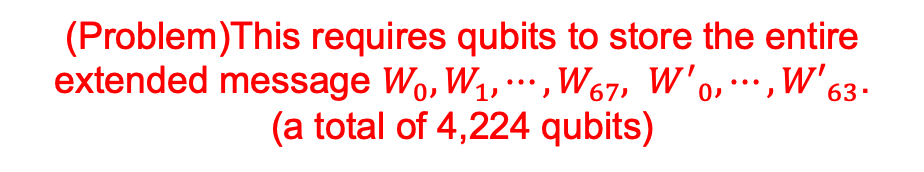 (Problem)This requires qubits to store the entire
extended message W₀, W₁, ⋯ , W₆₇, W′₀, ⋯ , W′₆₃.
(a total of 4,224 qubits)